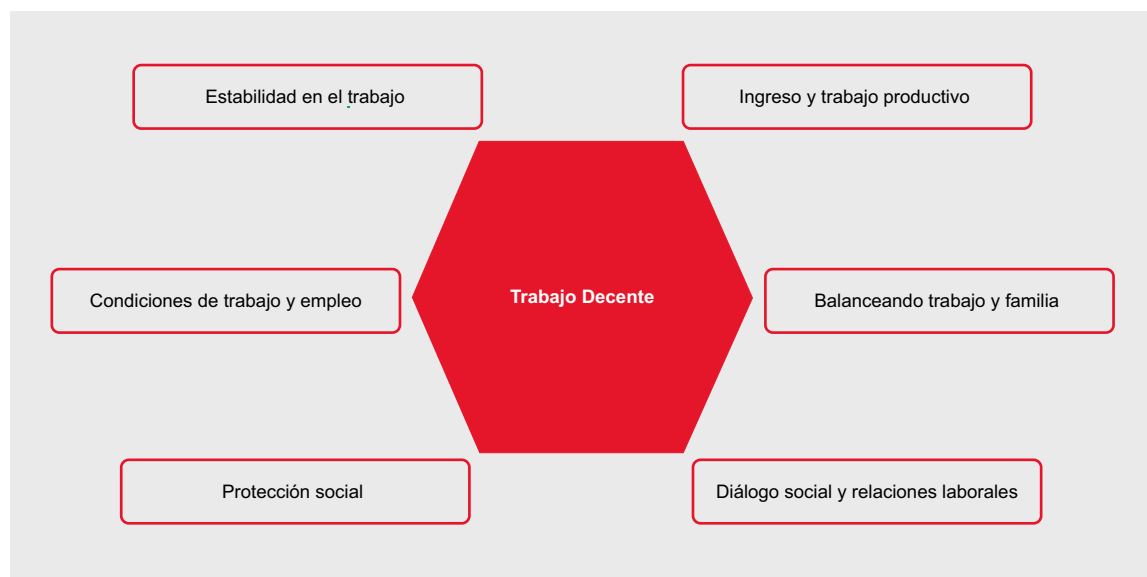 Estabilidad en el trabajo
Ingreso y trabajo productivo
Condiciones de trabajo y empleo
Trabajo Decente
Balanceando trabajo y familia
Protección social
Diálogo social y relaciones laborales